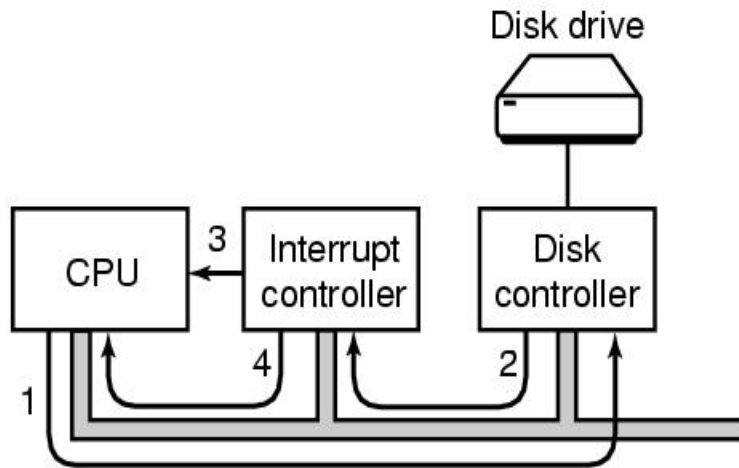 Disk drive
CPU
3
Interrupt
controller
Disk
controller
1
4
2